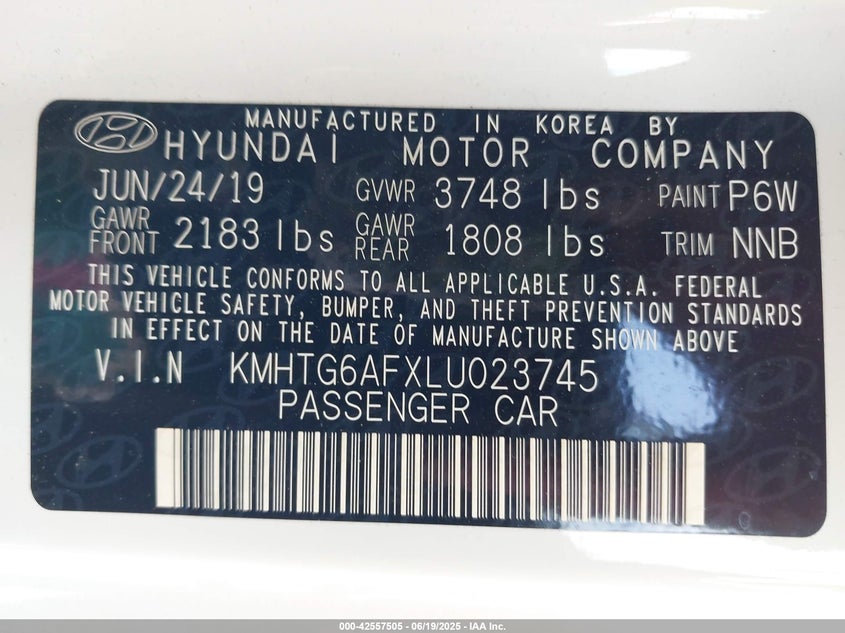 MANUFACTURED IN KOREA BY
HYUNDAI MOTOR COMPANY
JUN/24/19 GVWR 3748 lbs PAINT P6W
GAWR FRONT 2183 lbs GAWR REAR 1808 lbs TRIM NNB
THIS VEHICLE CONFORMS TO ALL APPLICABLE U.S.A. FEDERAL
MOTOR VEHICLE SAFETY, BUMPER, AND THEFT PREVENTION STANDARDS
IN EFFECT ON THE DATE OF MANUFACTURE SHOWN ABOVE
V.I.N KMHTG6AFXLU023745
PASSENGER CAR
000-42557505 - 06/19/2025 - IAA Inc.